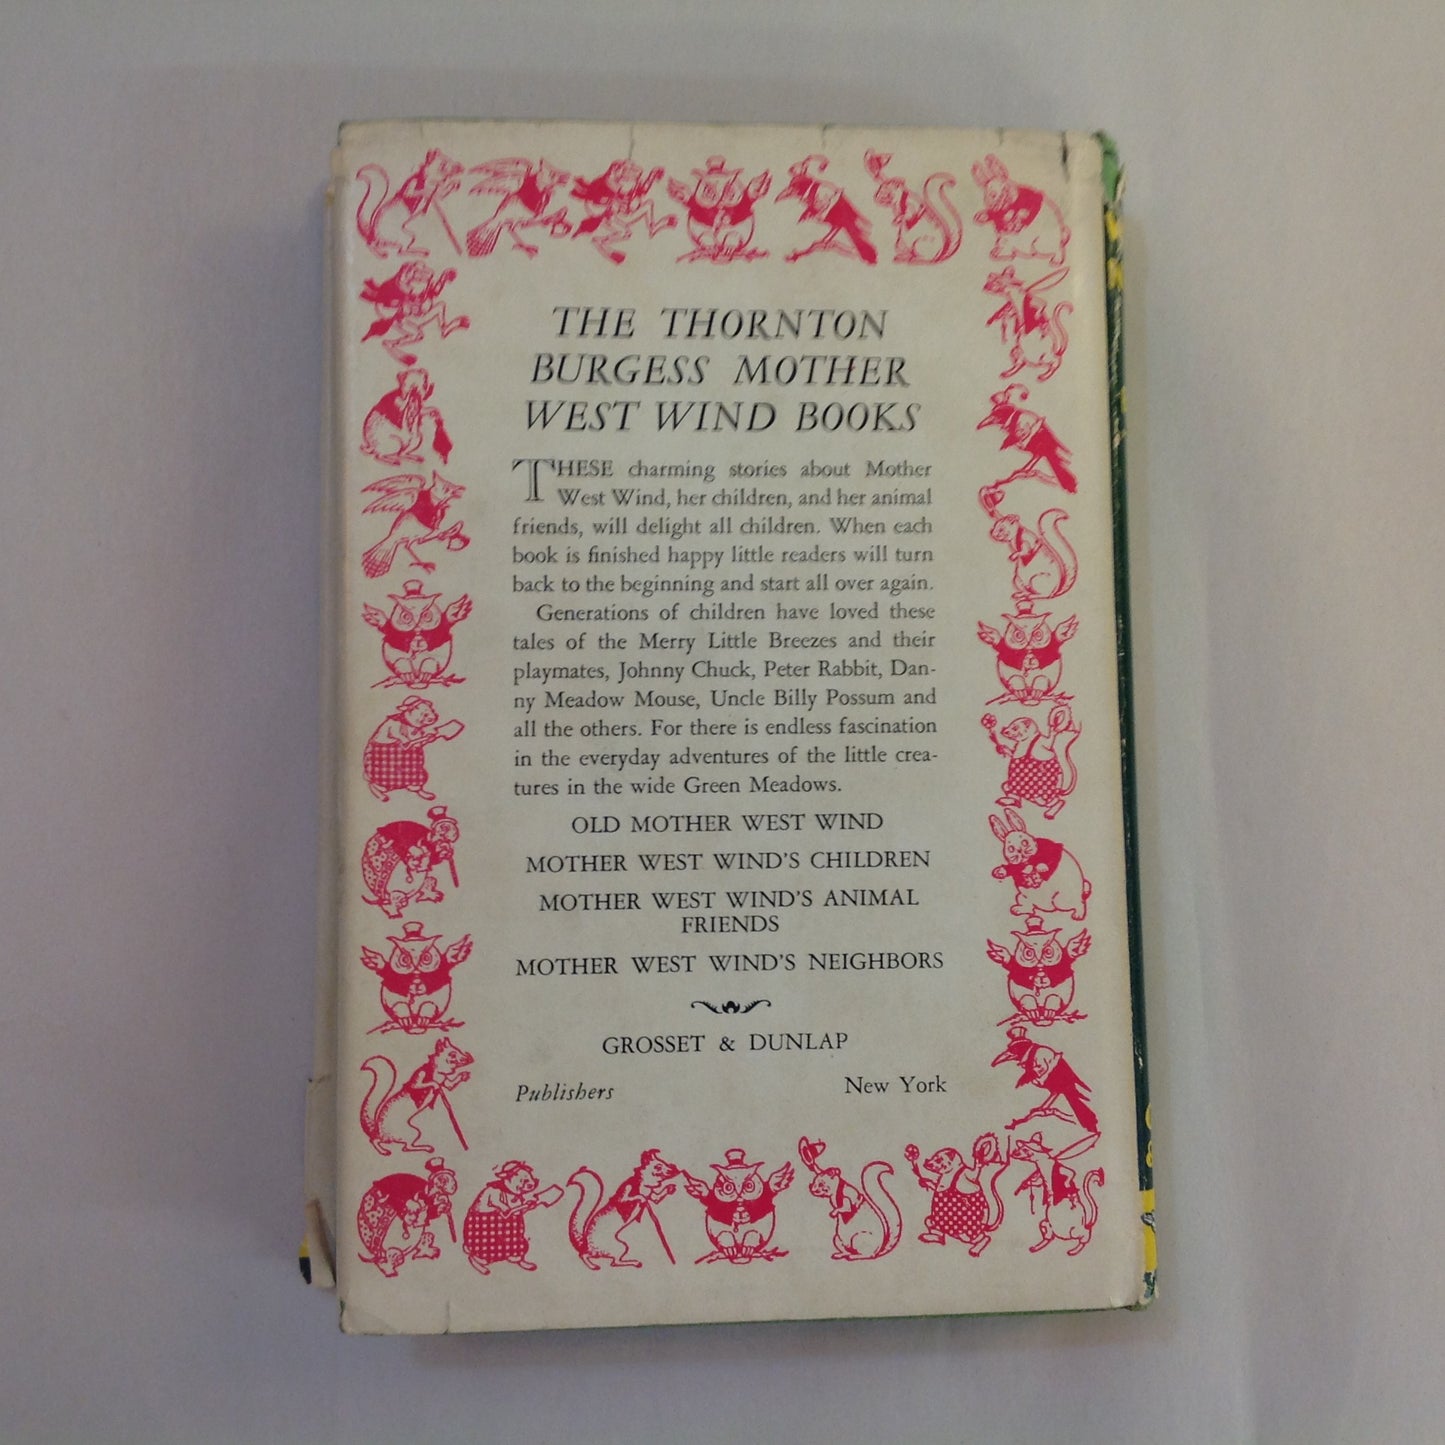 THE THORNTON
BURGESS MOTHER
WEST WIND BOOKS
THESE charming stories about Mother
West Wind, her children, and her animal
friends, will delight all children. When each
book is finished happy little readers will turn
back to the beginning and start all over again.
Generations of children have loved these
tales of the Merry Little Breezes and their
playmates, Johnny Chuck, Peter Rabbit, Dan-
ny Meadow Mouse, Uncle Billy Possum and
all the others. For there is endless fascination
in the everyday adventures of the little crea-
tures in the wide Green Meadows.
OLD MOTHER WEST WIND
MOTHER WEST WIND'S CHILDREN
MOTHER WEST WIND'S ANIMAL
FRIENDS
MOTHER WEST WIND'S NEIGHBORS
GROSSET & DUNLAP
Publishers New York